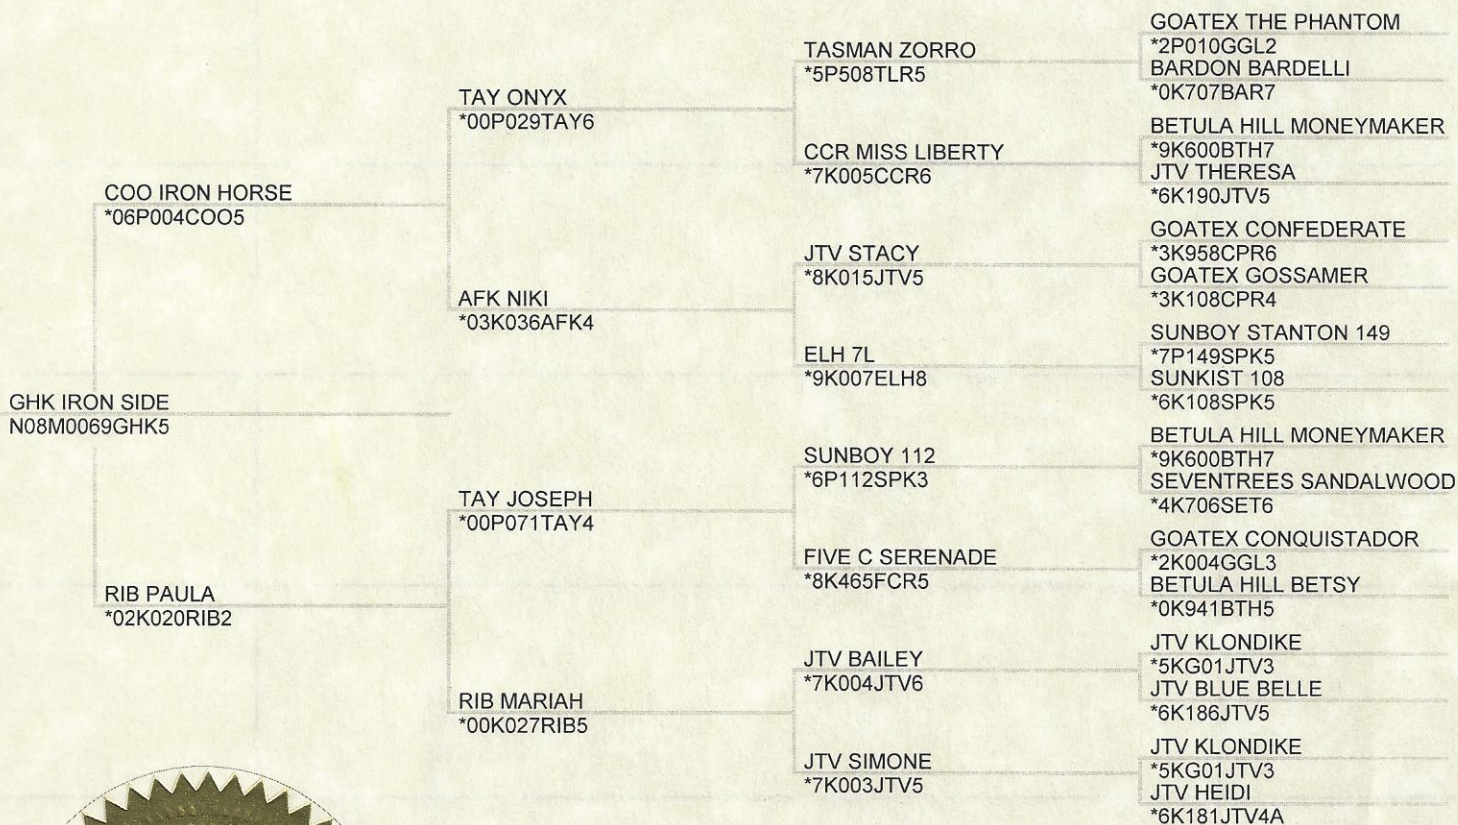 GHK IRON SIDE
N08M0069GHK5
COO IRON HORSE
*06P004COO5
RIB PAULA
*02K020RIB2
TAY ONYX
*00P029TAY6
AFK NIKI
*03K036AFK4
TAY JOSEPH
*00P071TAY4
RIB MARIAH
*00K027RIB5
TASMAN ZORRO
*5P508TLR5
CCR MISS LIBERTY
*7K005CCR6
JTV STACY
*8K015JTV5
ELH 7L
*9K007ELH8
SUNBOY 112
*6P112SPK3
FIVE C SERENADE
*8K465FCR5
JTV BAILEY
*7K004JTV6
JTV SIMONE
*7K003JTV5
GOATEX THE PHANTOM
*2P010GGL2
BARDON BARDELLI
*0K707BAR7
BETULA HILL MONEYMAKER
*9K600BTH7
JTV THERESA
*6K190JTV5
GOATEX CONFEDERATE
*3K958CPR6
GOATEX GOSSAMER
*3K108CPR4
SUNBOY STANTON 149
*7P149SPK5
SUNKIST 108
*6K108SPK5
BETULA HILL MONEYMAKER
*9K600BTH7
SEVENTREES SANDALWOOD
*4K706SET6
GOATEX CONQUISTADOR
*2K004GGL3
BETULA HILL BETSY
*0K941BTH5
JTV KLONDIKE
*5KG01JTV3
JTV BLUE BELLE
*6K186JTV5
JTV KLONDIKE
*5KG01JTV3
JTV HEIDI
*6K181JTV4A